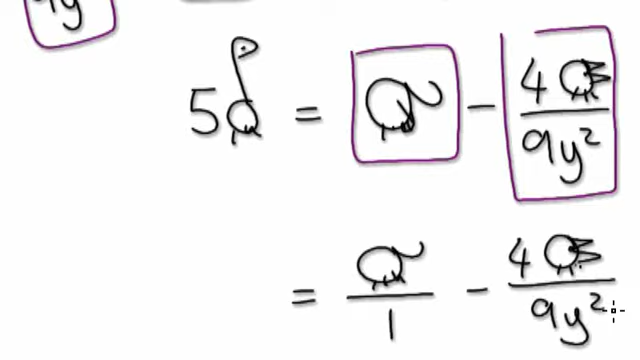 9y
5 = - 4
9y²
= - 4
1 9y²